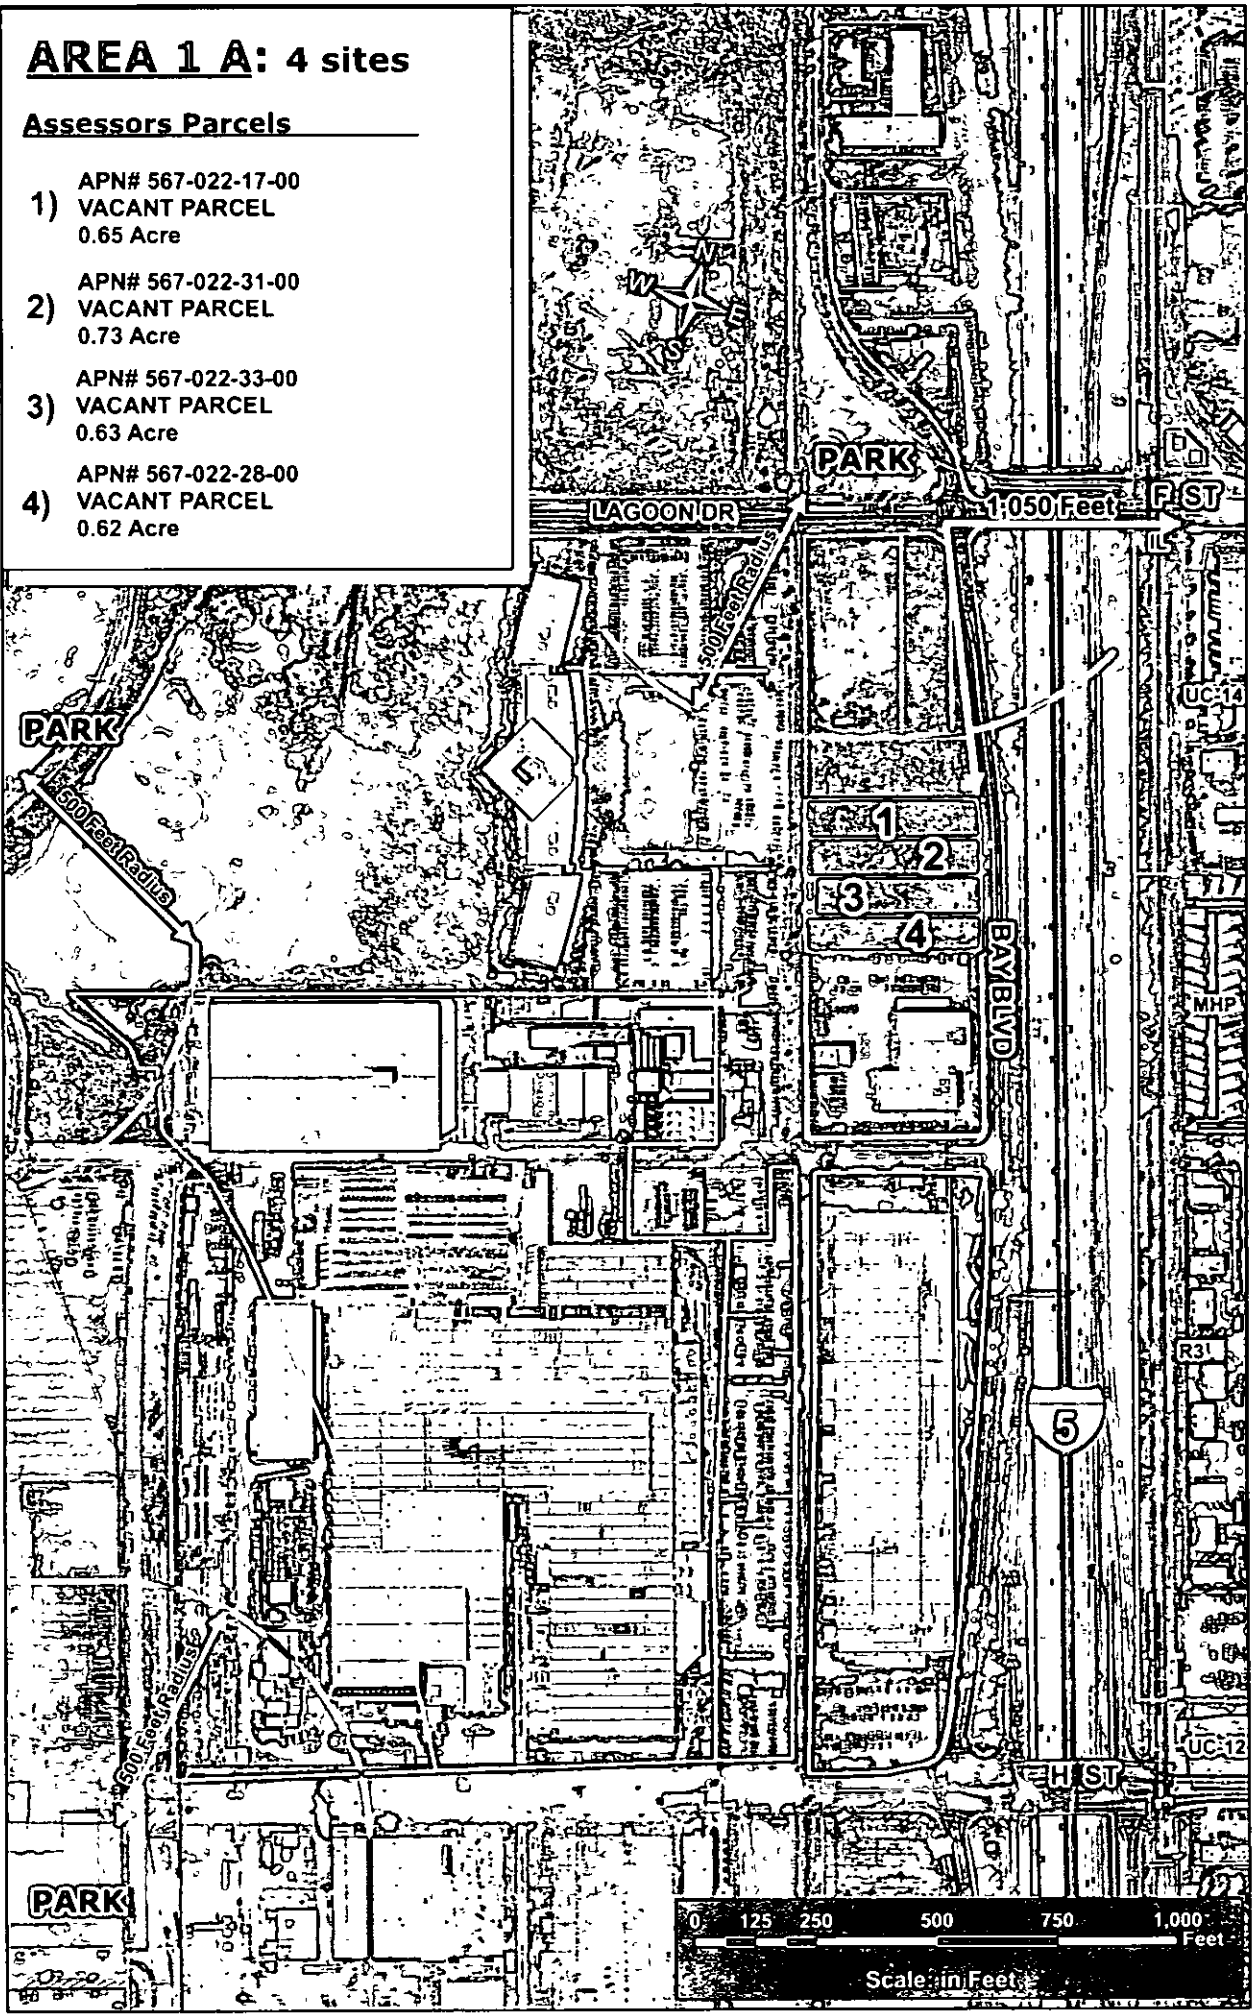 AREA 1 A: 4 sites
Assessors Parcels
1) APN# 567-022-17-00
VACANT PARCEL
0.65 Acre
2) APN# 567-022-31-00
VACANT PARCEL
0.73 Acre
3) APN# 567-022-33-00
VACANT PARCEL
0.63 Acre
4) APN# 567-022-28-00
VACANT PARCEL
0.62 Acre
N
W
E
S
PARK
LAGOON DR
1,050 Feet
F ST
IL
500 Feet Radius
UC-14
PARK
500 Feet Radius
1
2
3
4
BAY BLVD
MHP
R3
5
500 Feet Radius
UC-12
H ST
PARK
0 125 250 500 750 1,000
Feet
Scale in Feet